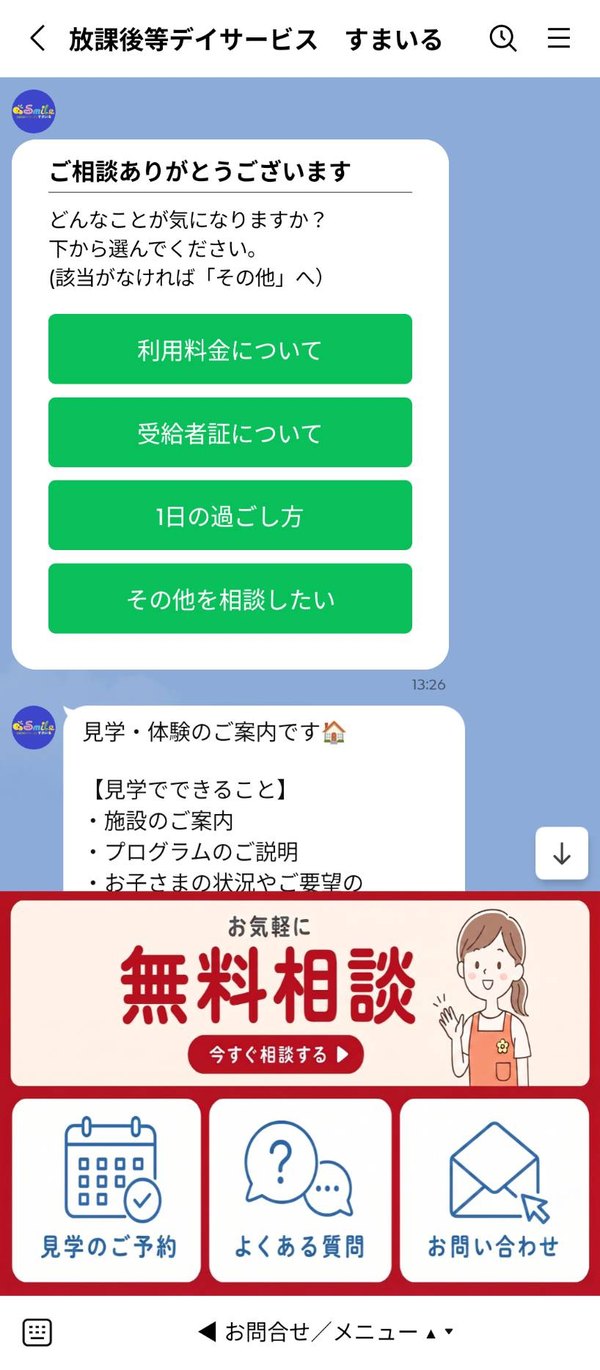 放課後等デイサービス　すまいる
Smile
ご相談ありがとうございます
どんなことが気になりますか？
下から選んでください。
(該当がなければ「その他」へ）
利用料金について
受給者証について
1日の過ごし方
その他を相談したい
13:26
Smile
見学・体験のご案内です🏠
【見学でできること】
・施設のご案内
・プログラムのご説明
・お子さまの状況やご要望の
お気軽に
無料相談
今すぐ相談する ▶
見学のご予約
よくある質問
お問い合わせ
◀ お問合せ／メニュー ▲ ▼